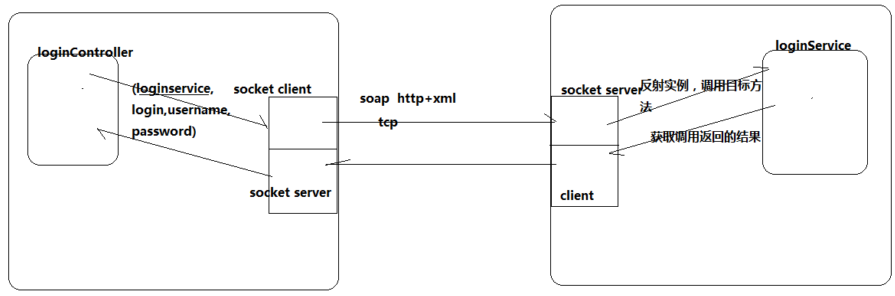 loginController
(loginservice,
login,username,
password)
socket client
socket server
soap http+xml
tcp
socket server
client
反射实例，调用目标方
法
获取调用返回的结果
loginService